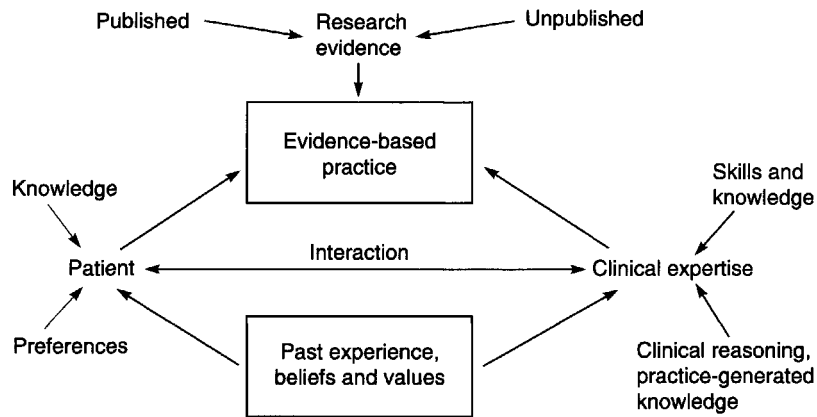 Published
Research
evidence
Unpublished
Evidence-based
practice
Knowledge
Skills and
knowledge
Patient
Interaction
Clinical expertise
Preferences
Past experience,
beliefs and values
Clinical reasoning,
practice-generated
knowledge